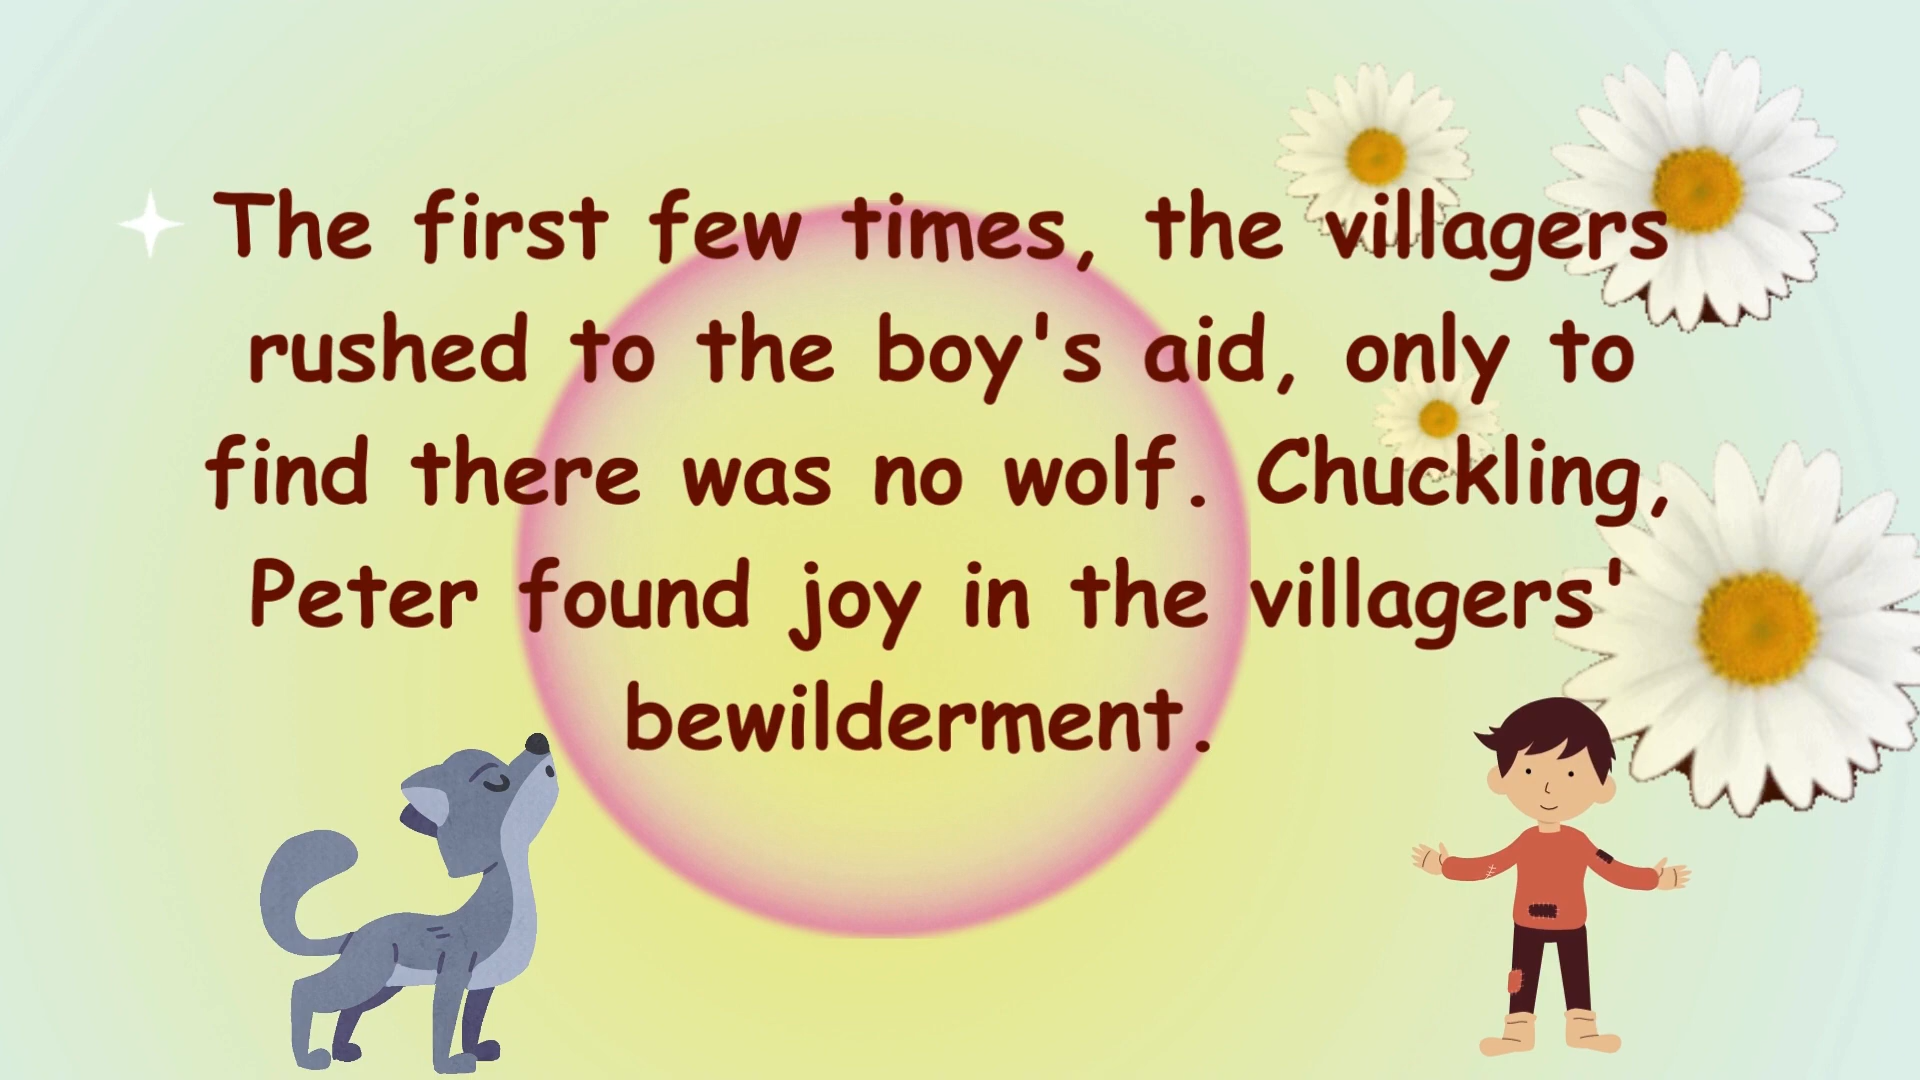 The first few times, the villagers
rushed to the boy's aid, only to
find there was no wolf. Chuckling,
Peter found joy in the villagers'
bewilderment.